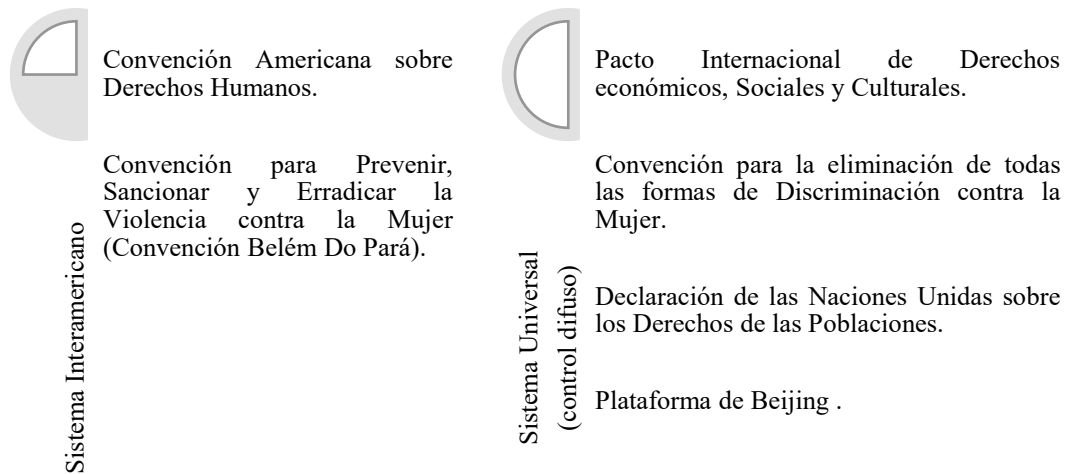 Sistema Interamericano
Convención Americana sobre
Derechos Humanos.
Convención para Prevenir,
Sancionar y Erradicar la
Violencia contra la Mujer
(Convención Belém Do Pará).
Sistema Universal
(control difuso)
Pacto Internacional de Derechos
económicos, Sociales y Culturales.
Convención para la eliminación de todas
las formas de Discriminación contra la
Mujer.
Declaración de las Naciones Unidas sobre
los Derechos de las Poblaciones.
Plataforma de Beijing .